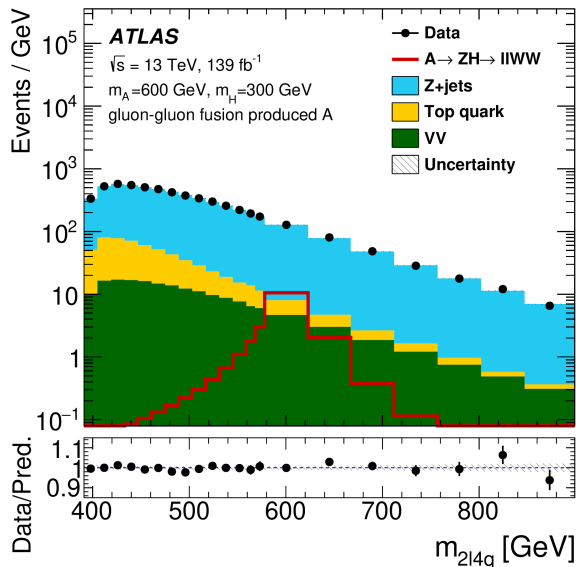 ATLAS
√s = 13 TeV, 139 fb⁻¹
m_A=600 GeV, m_H=300 GeV
gluon-gluon fusion produced A
Data
A→ ZH→ llWW
Z+jets
Top quark
VV
Uncertainty
Events / GeV
10⁵
10⁴
10³
10²
10
1
10⁻¹
Data/Pred.
1.1
1
0.9
400 500 600 700 800
m_2l4q [GeV]